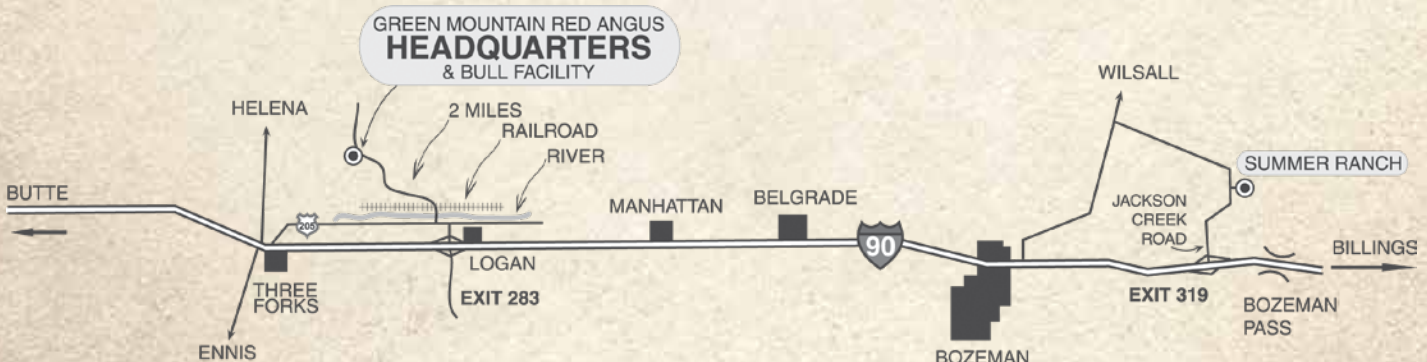 GREEN MOUNTAIN RED ANGUS
HEADQUARTERS
& BULL FACILITY
WILSALL
HELENA
2 MILES
RAILROAD
RIVER
SUMMER RANCH
BUTTE
205
MANHATTAN
BELGRADE
JACKSON
CREEK
ROAD
90
BILLINGS
LOGAN
THREE
FORKS
EXIT 283
EXIT 319
BOZEMAN
PASS
ENNIS
BOZEMAN